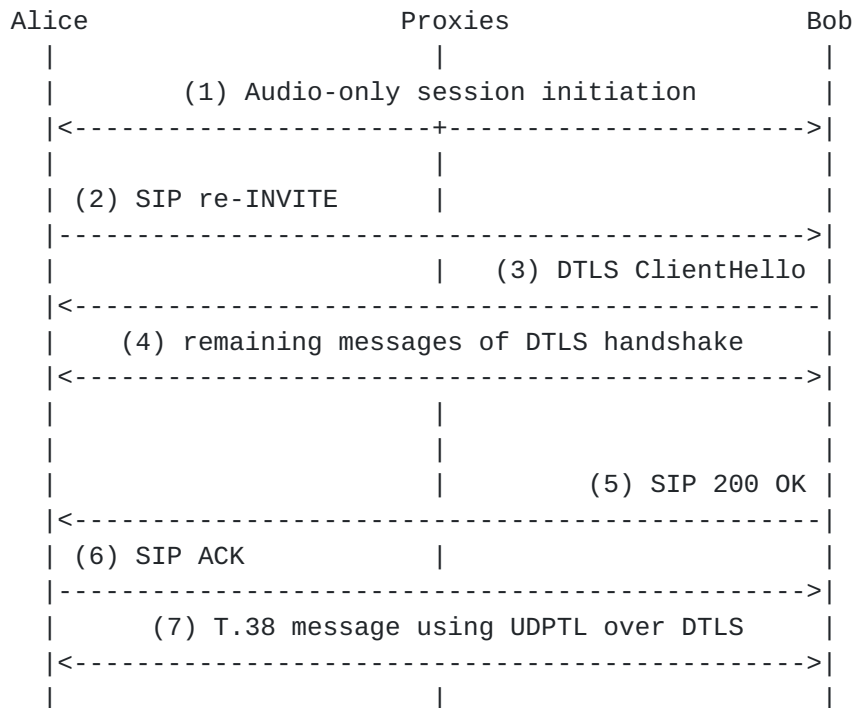 Alice Proxies Bob
(1) Audio-only session initiation
(2) SIP re-INVITE
(3) DTLS ClientHello
(4) remaining messages of DTLS handshake
(5) SIP 200 OK
(6) SIP ACK
(7) T.38 message using UDPTL over DTLS